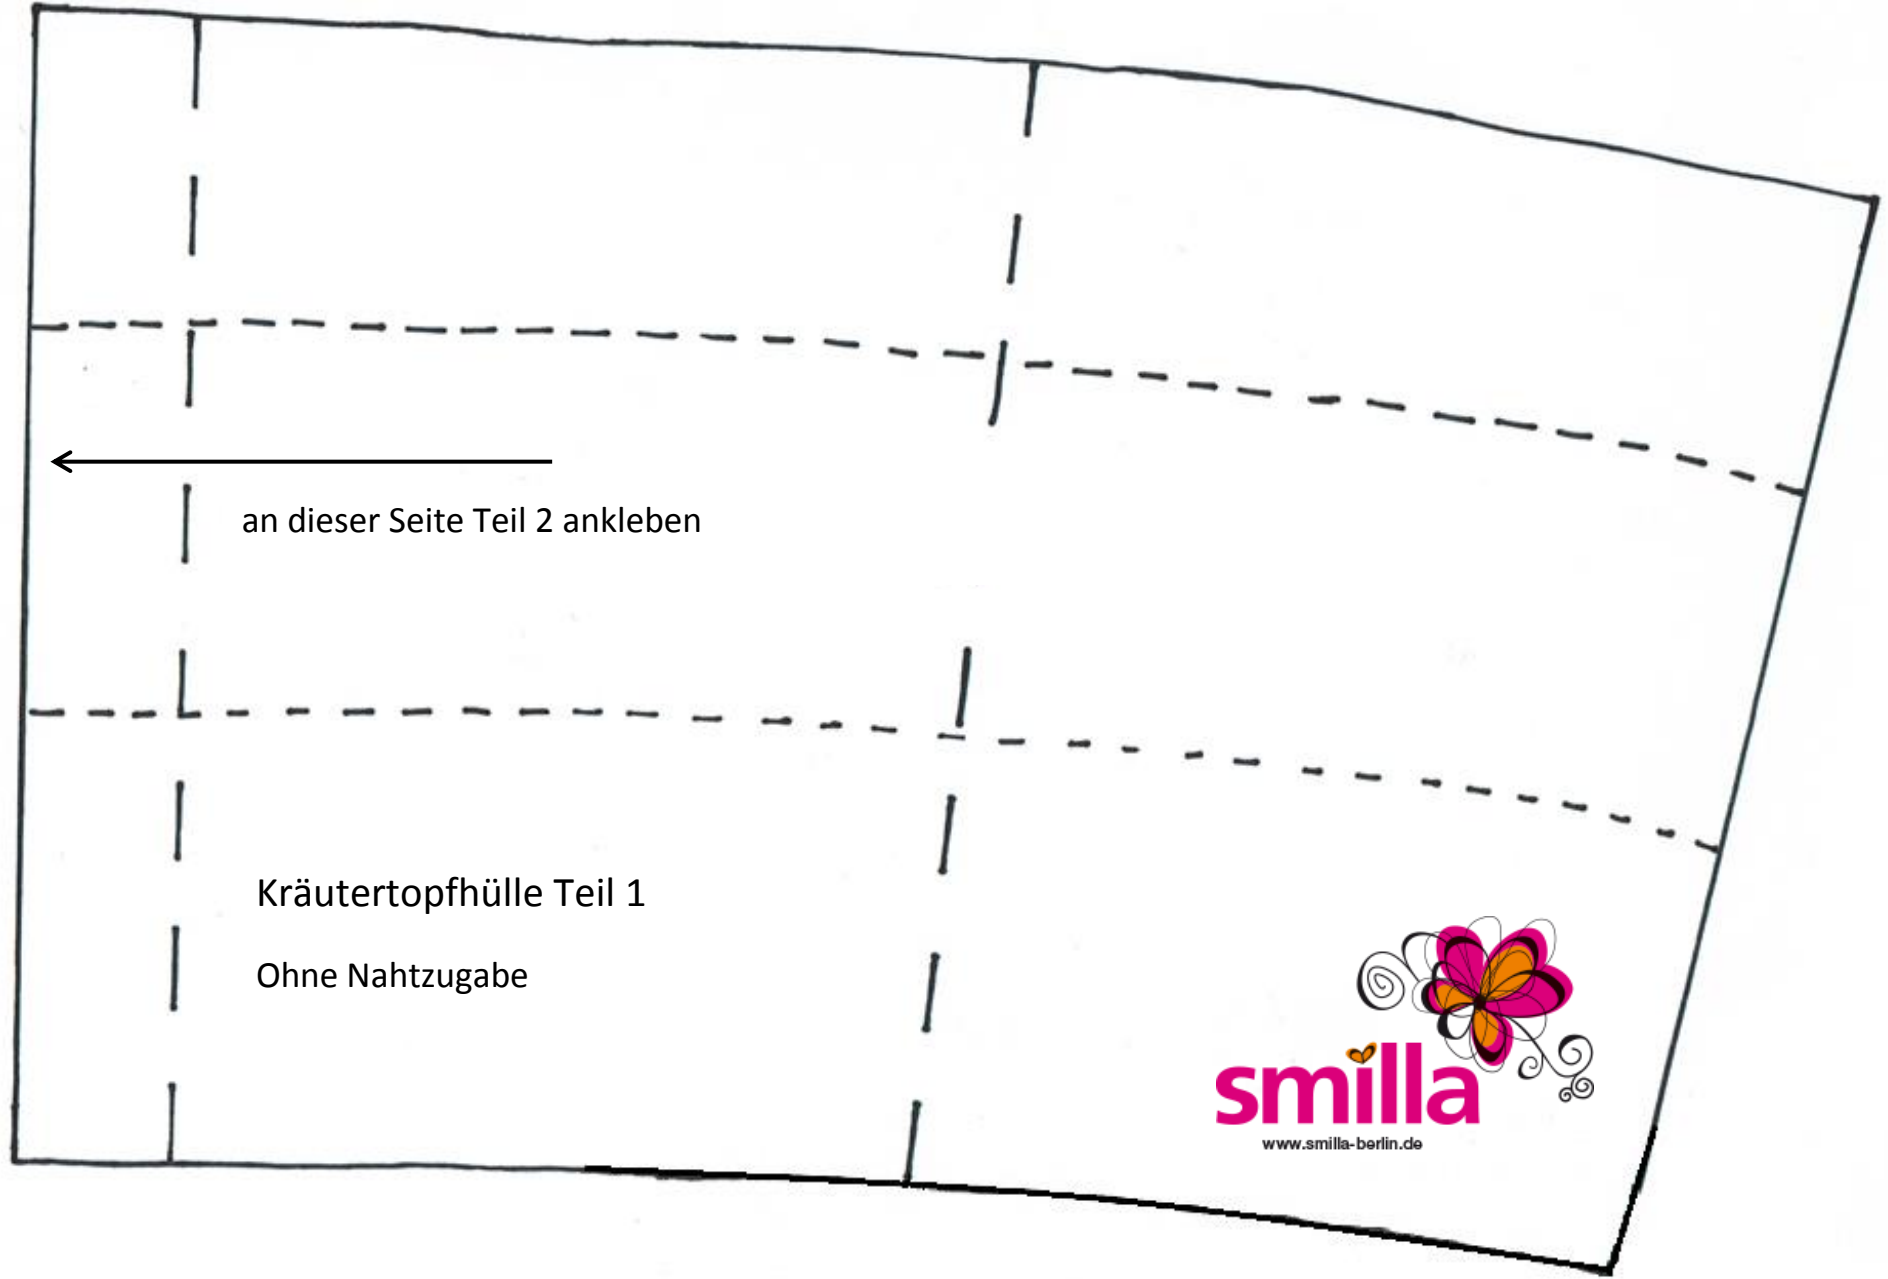 an dieser Seite Teil 2 ankleben
Kräutertopfhülle Teil 1
Ohne Nahtzugabe
smilla
www.smilla-berlin.de